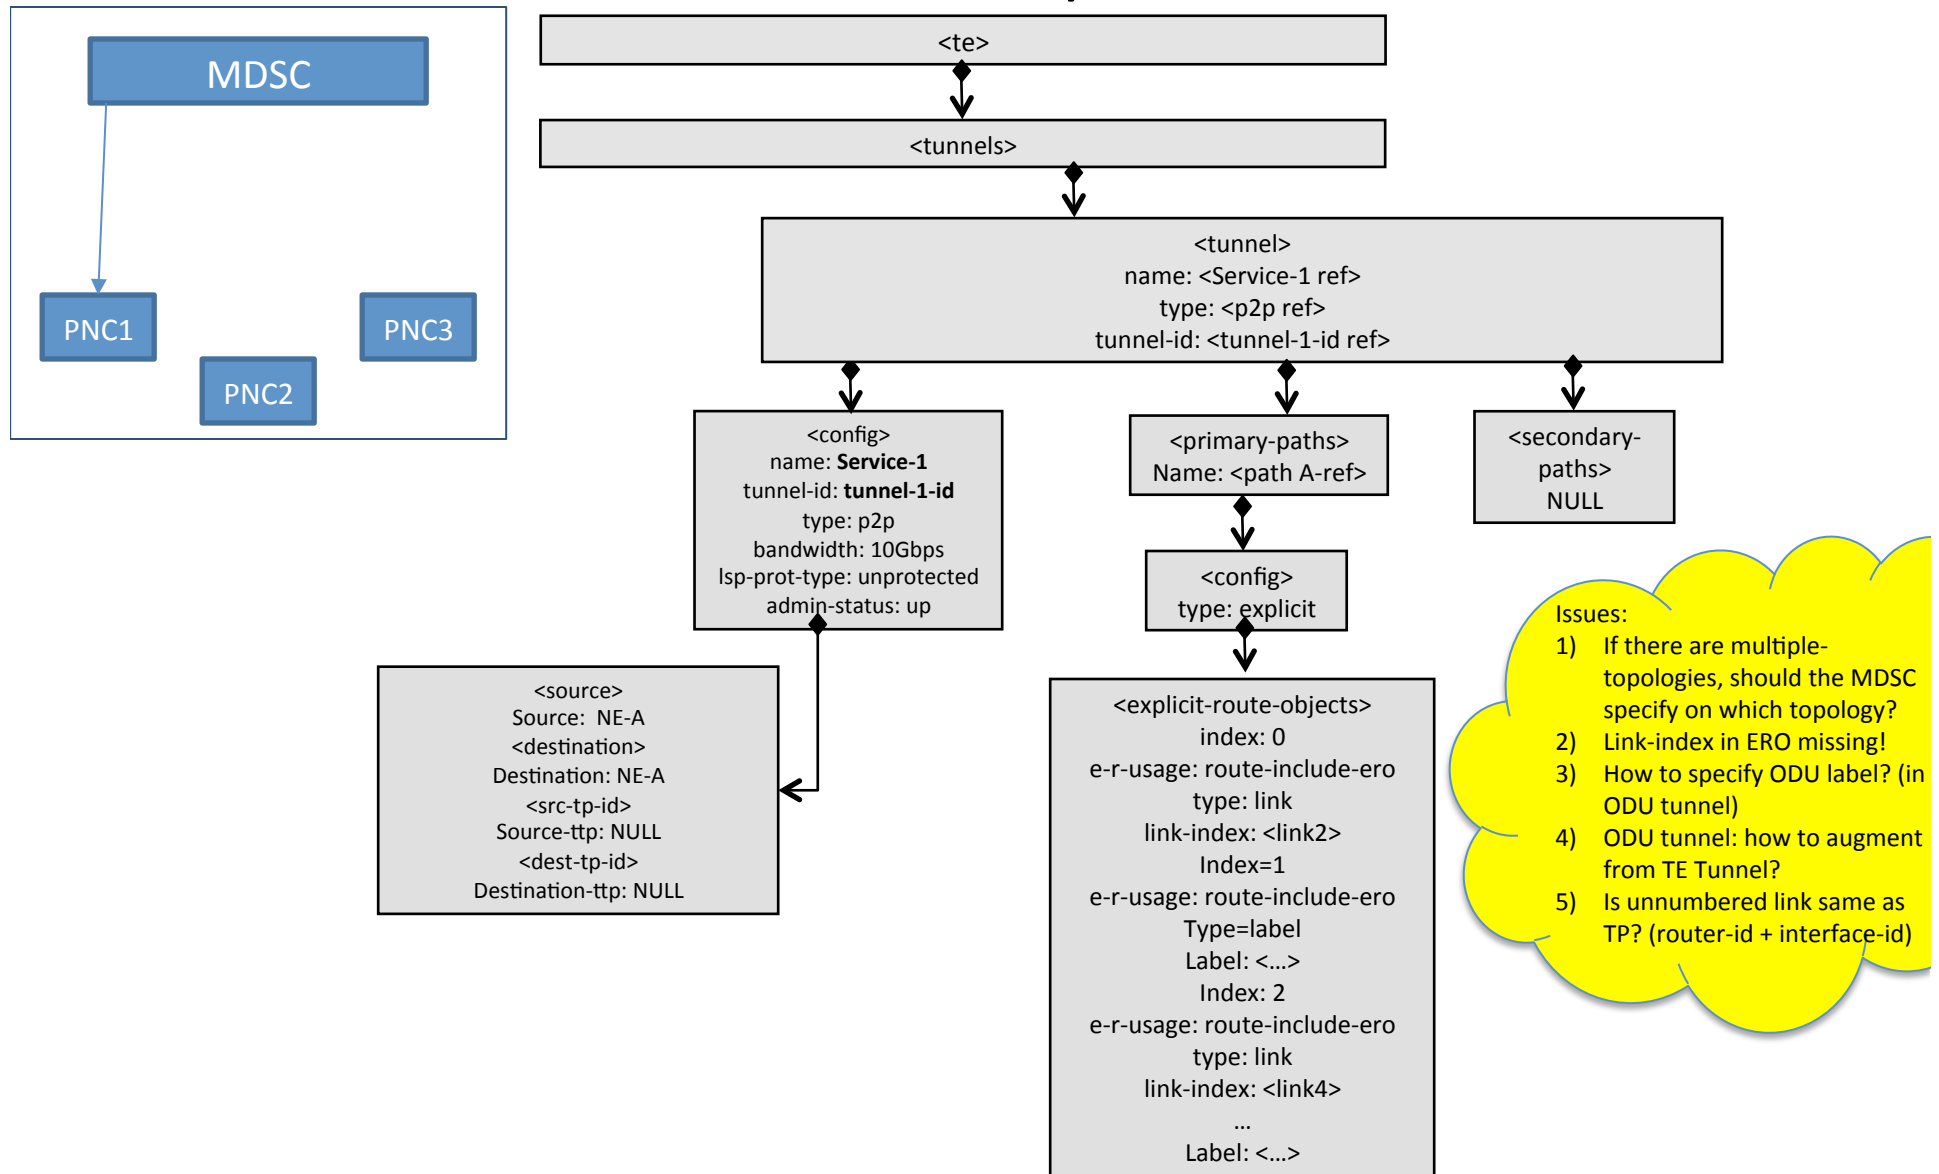 MDSC
PNC1
PNC3
PNC2
<te>
<tunnels>
<tunnel>
name: <Service-1 ref>
type: <p2p ref>
tunnel-id: <tunnel-1-id ref>
<config>
name: Service-1
tunnel-id: tunnel-1-id
type: p2p
bandwidth: 10Gbps
lsp-prot-type: unprotected
admin-status: up
<primary-paths>
Name: <path A-ref>
<secondary-
paths>
NULL
<config>
type: explicit
<source>
Source:  NE-A
<destination>
Destination: NE-A
<src-tp-id>
Source-ttp: NULL
<dest-tp-id>
Destination-ttp: NULL
<explicit-route-objects>
index: 0
e-r-usage: route-include-ero
type: link
link-index: <link2>
Index=1
e-r-usage: route-include-ero
Type=label
Label: <...>
Index: 2
e-r-usage: route-include-ero
type: link
link-index: <link4>
...
Label: <...>
Issues:
1) If there are multiple-
topologies, should the MDSC
specify on which topology?
2) Link-index in ERO missing!
3) How to specify ODU label? (in
ODU tunnel)
4) ODU tunnel: how to augment
from TE Tunnel?
5) Is unnumbered link same as
TP? (router-id + interface-id)